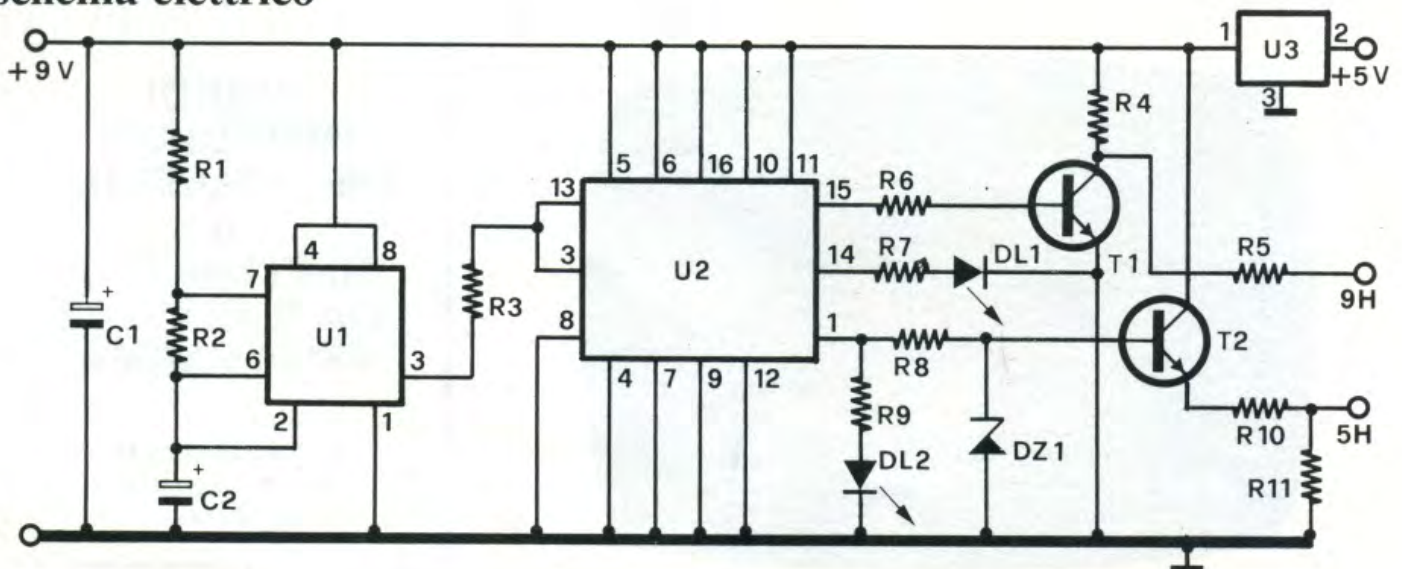 schema elettrico
+9V
C1
+
R1
R2
C2
+
4 8
7
6
U1
3
2 1
R3
5 6 16 10 11
13
3
8
U2
15
14
1
4 7 9 12
R6
R7
DL1
R8
R9
DL2
DZ1
R4
T1
T2
R5
9H
R10
5H
R11
1
U3
2
+5V
3